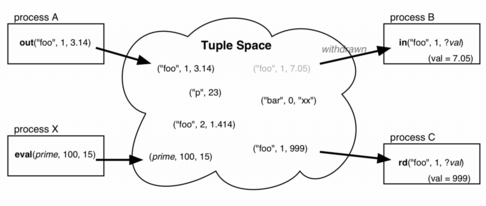 process A
out("foo", 1, 3.14)
process X
eval(prime, 100, 15)
Tuple Space
("foo", 1, 3.14)
("foo", 1, 7.05)
("p", 23)
("bar", 0, "xx")
("foo", 2, 1.414)
(prime, 100, 15)
("foo", 1, 999)
withdrawn
process B
in("foo", 1, ?val)
(val = 7.05)
process C
rd("foo", 1, ?val)
(val = 999)